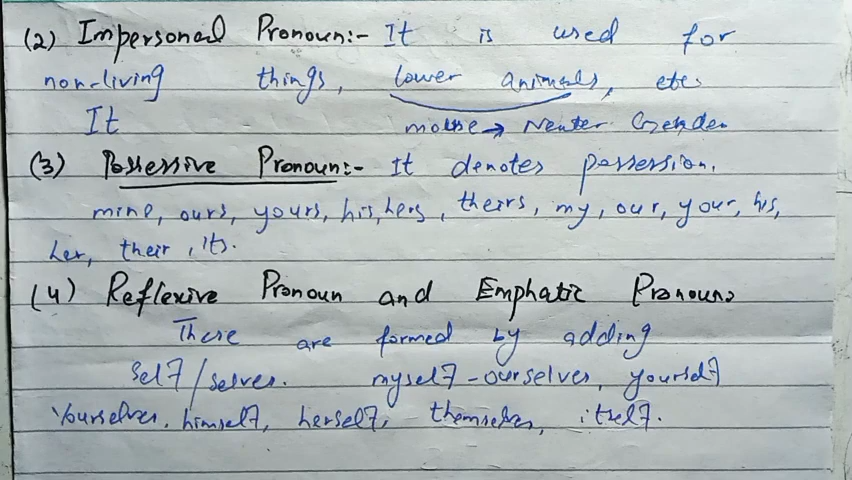 (2) Impersonal Pronoun:- It is used for
non-living things, lower animals, etc.
It mouse → Neuter Gender
(3) Possessive Pronoun:- It denotes possession.
mine, ours, yours, his, hers, theirs, my, our, your, his,
her, their, its.
(4) Reflexive Pronoun and Emphatic Pronoun:
There are formed by adding
self/selves. myself - ourselves, yourself
Yourselves, himself, herself, themselves, itself.